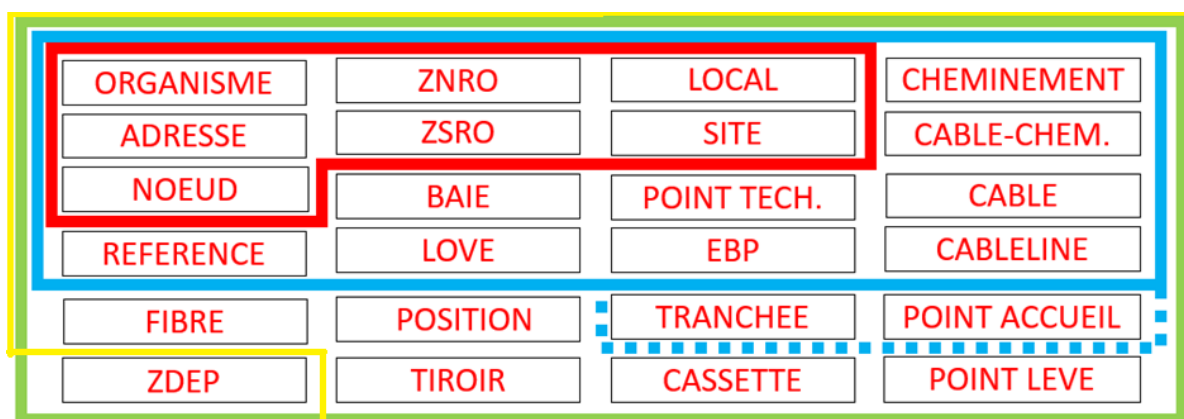 ORGANISME ZNRO LOCAL CHEMINEMENT
ADRESSE ZSRO SITE CABLE-CHEM.
NOEUD BAIE POINT TECH. CABLE
REFERENCE LOVE EBP CABLELINE
FIBRE POSITION TRANCHEE POINT ACCUEIL
ZDEP TIROIR CASSETTE POINT LEVE